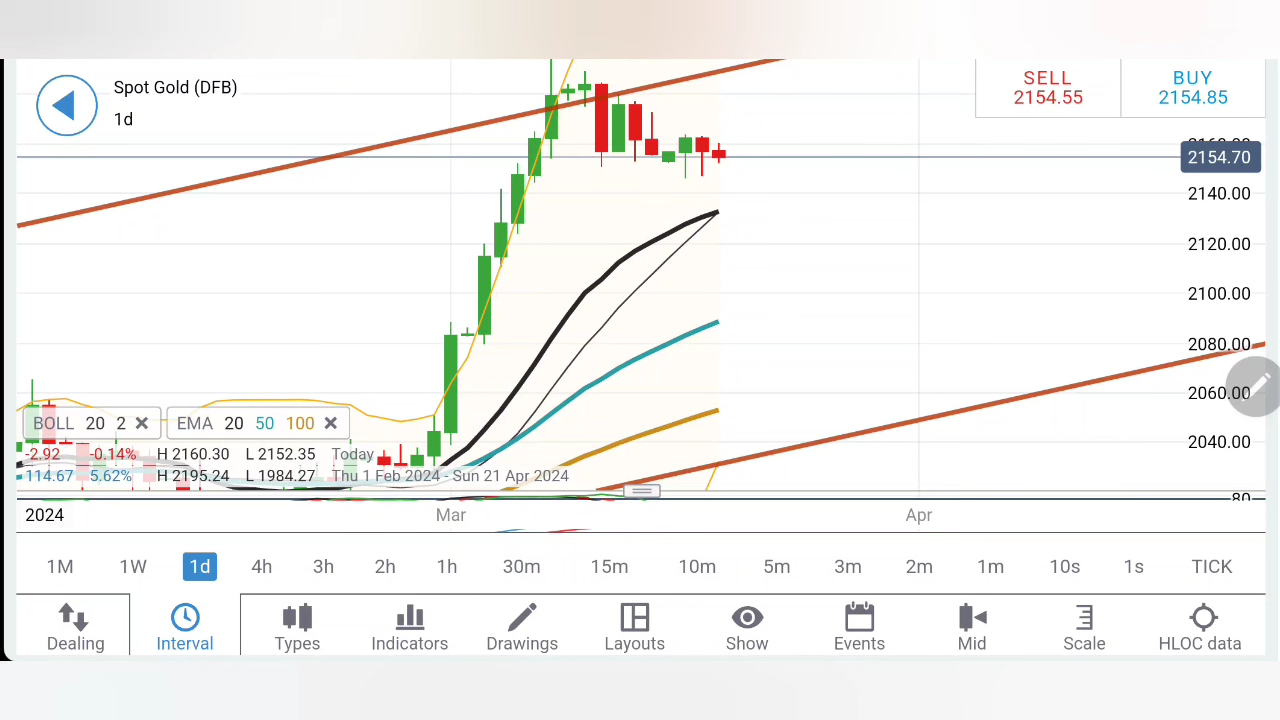 Spot Gold (DFB)
1d
SELL
2154.55
BUY
2154.85
2154.70
2140.00
2120.00
2100.00
2080.00
2060.00
2040.00
BOLL 20 2
EMA 20 50 100
-2.92 -0.14% H 2160.30 L 2152.35 Today
114.67 5.62% H 2195.24 L 1984.27 Thu 1 Feb 2024 - Sun 21 Apr 2024
80
2024 Mar Apr
1M 1W 1d 4h 3h 2h 1h 30m 15m 10m 5m 3m 2m 1m 10s 1s TICK
Dealing Interval Types Indicators Drawings Layouts Show Events Mid Scale HLOC data